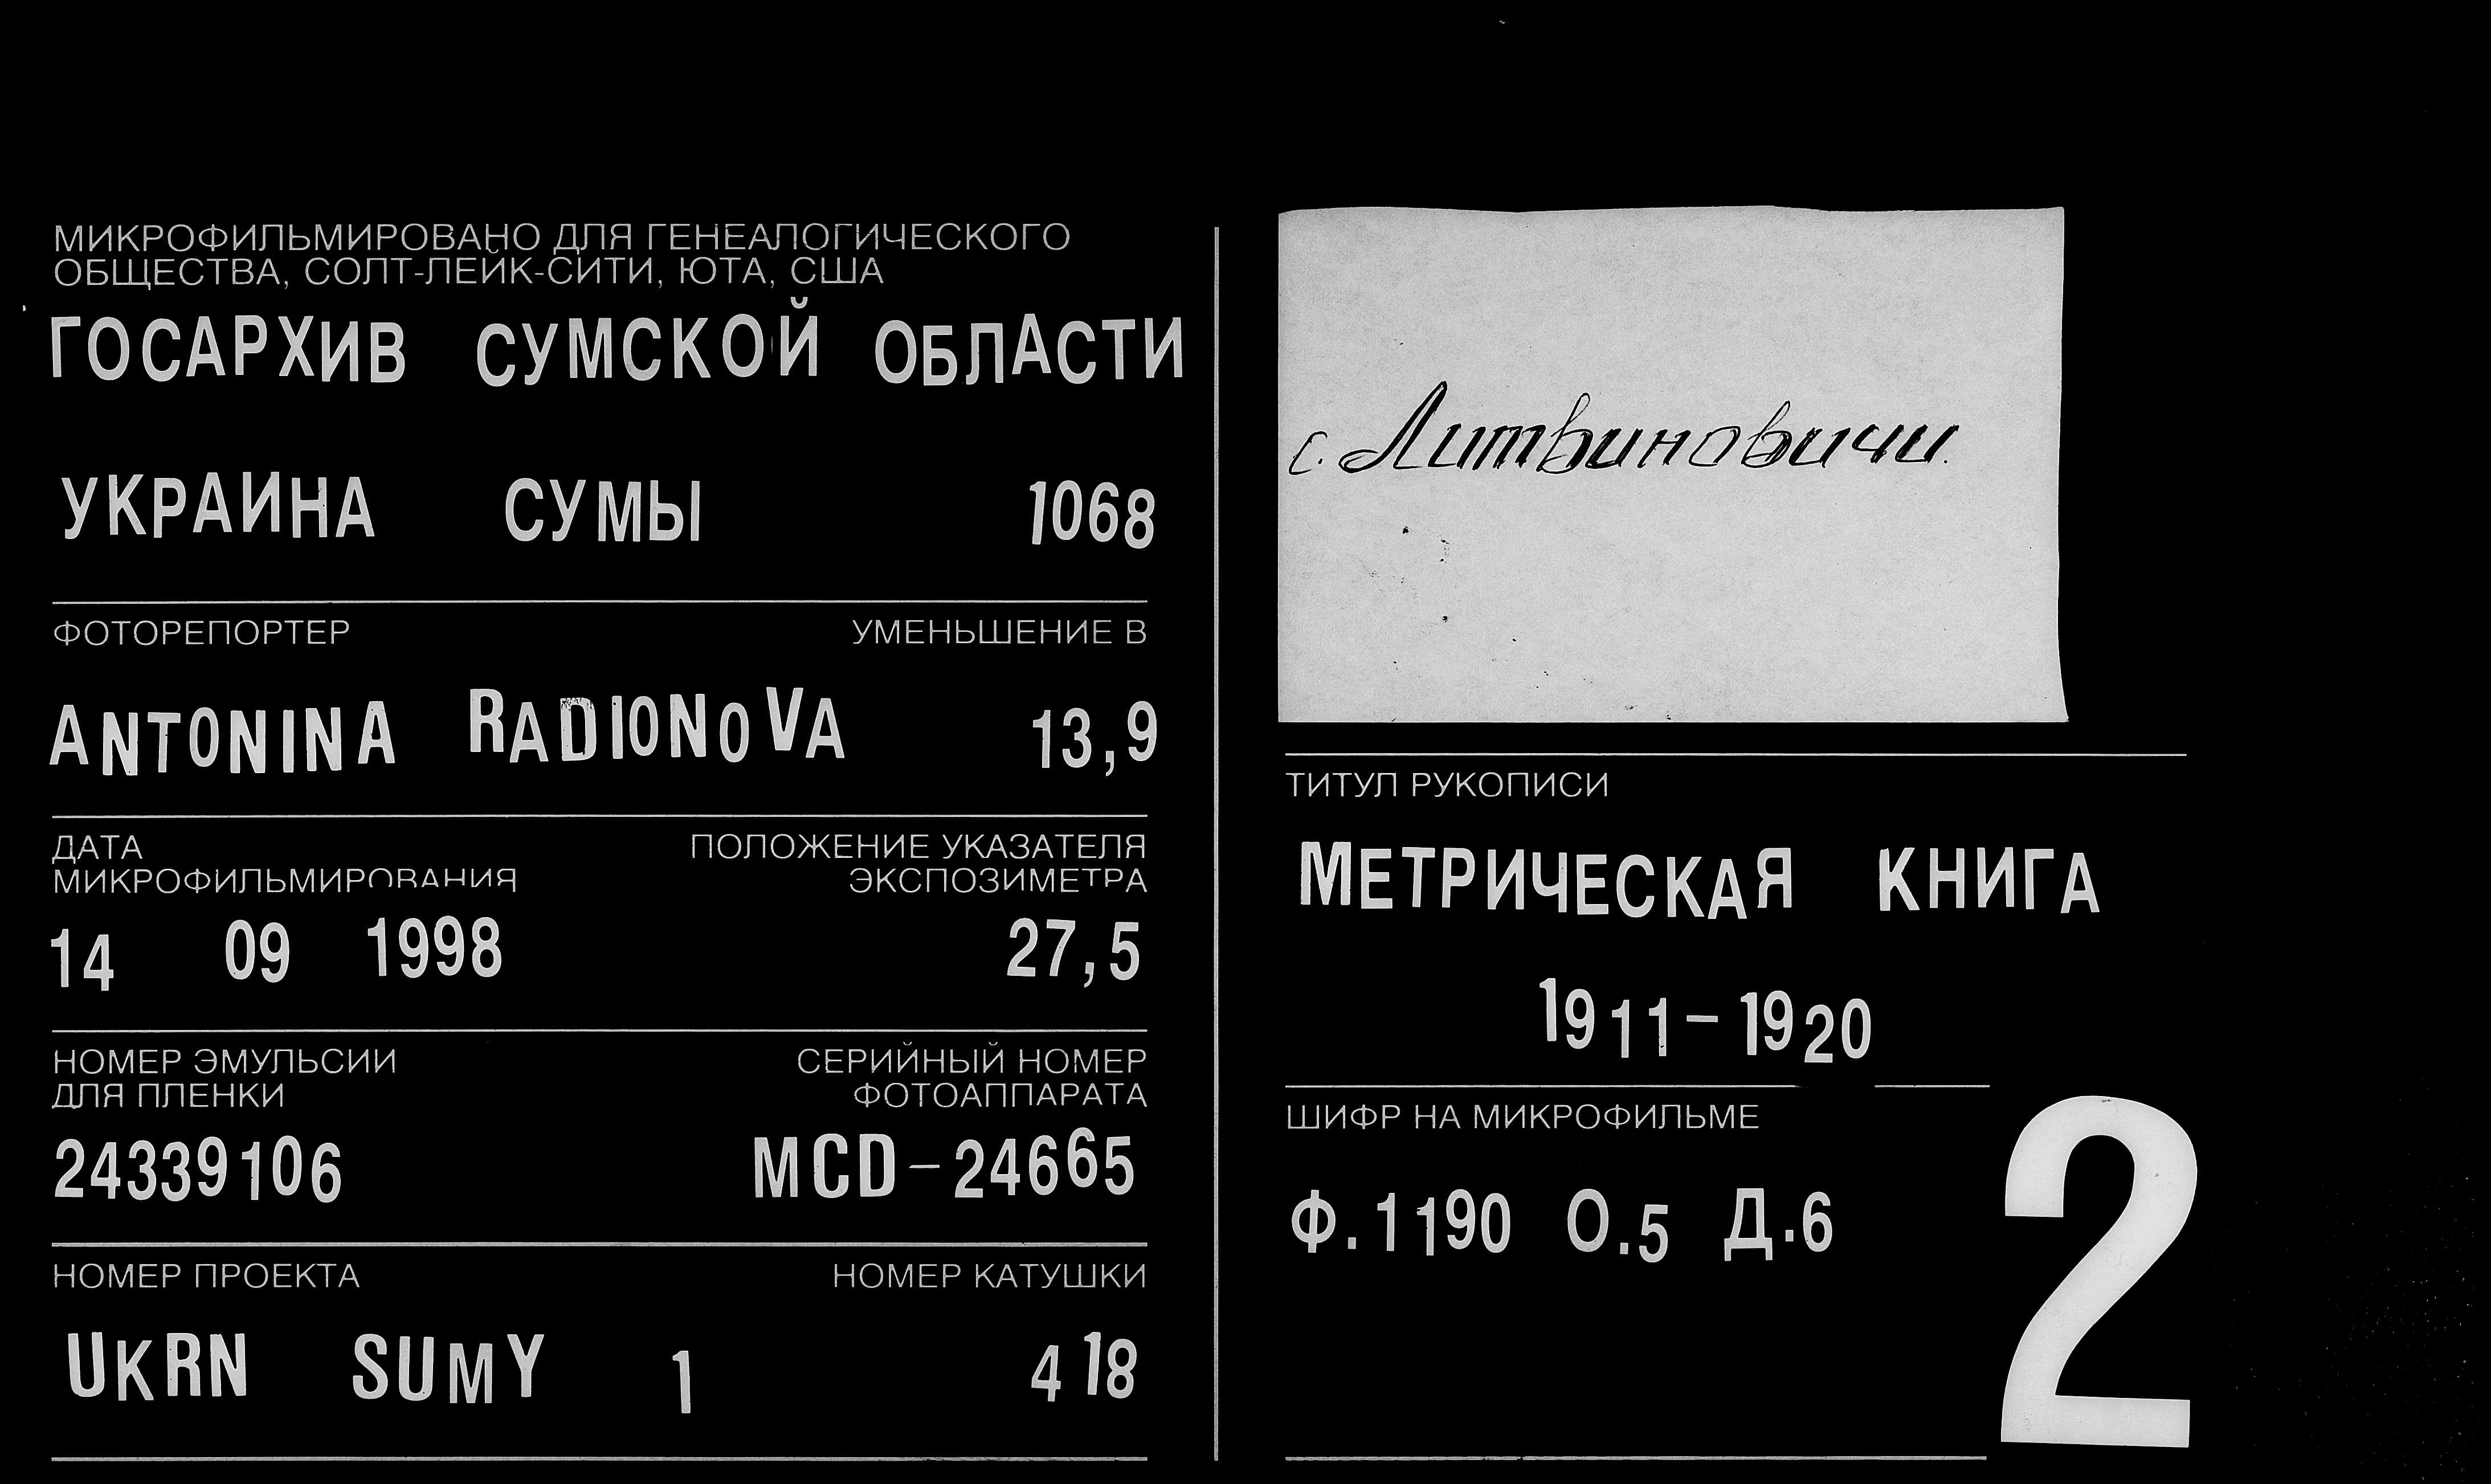 МИКРОФИЛЬМИРОВАНО ДЛЯ ГЕНЕАЛОГИЧЕСКОГО
ОБЩЕСТВА, СОЛТ-ЛЕЙК-СИТИ, ЮТА, США
ГОСАРХИВ СУМСКОЙ ОБЛАСТИ
УКРАИНА СУМЫ 1068
ФОТОРЕПОРТЕР УМЕНЬШЕНИЕ В
ANTONINA RADIONOVA 13,9
ДАТА ПОЛОЖЕНИЕ УКАЗАТЕЛЯ
МИКРОФИЛЬМИРОВАНИЯ ЭКСПОЗИМЕТРА
14 09 1998 27,5
НОМЕР ЭМУЛЬСИИ СЕРИЙНЫЙ НОМЕР
ДЛЯ ПЛЕНКИ ФОТОАППАРАТА
24339106 MCD-24665
НОМЕР ПРОЕКТА НОМЕР КАТУШКИ
UKRN SUMY 1 418
с. Литвиновичи.
ТИТУЛ РУКОПИСИ
МЕТРИЧЕСКАЯ КНИГА
1911-1920
ШИФР НА МИКРОФИЛЬМЕ
Ф.1190 О.5 Д.6
2